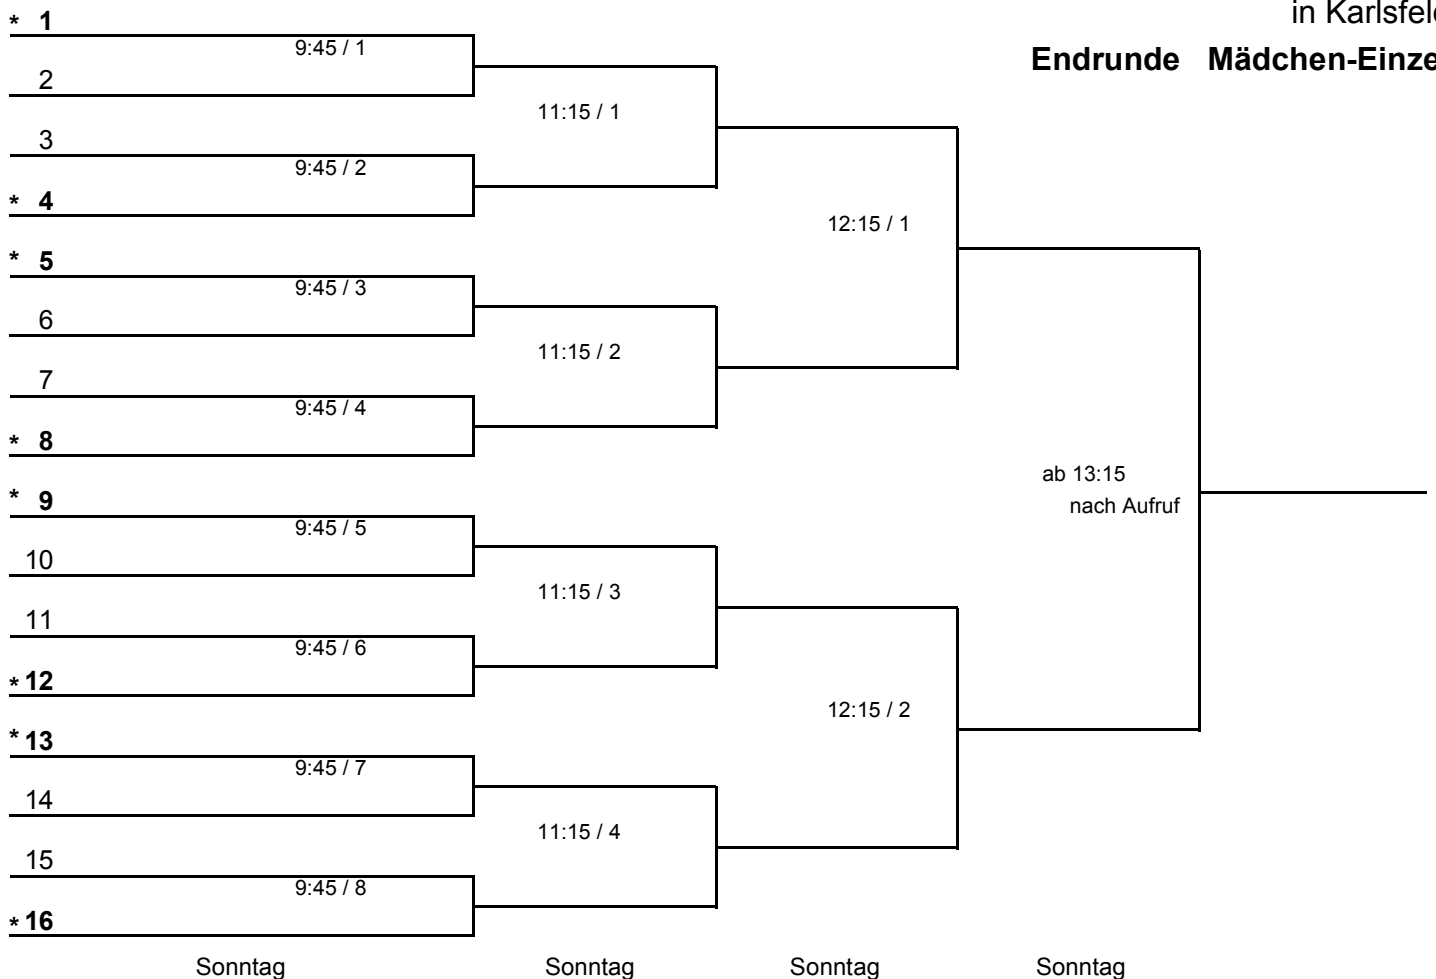 in Karlsfeld
Endrunde Mädchen-Einze
* 1
9:45 / 1
2
11:15 / 1
3
9:45 / 2
* 4
12:15 / 1
* 5
9:45 / 3
6
11:15 / 2
7
9:45 / 4
* 8
ab 13:15
nach Aufruf
* 9
9:45 / 5
10
11:15 / 3
11
9:45 / 6
* 12
12:15 / 2
* 13
9:45 / 7
14
11:15 / 4
15
9:45 / 8
* 16
Sonntag Sonntag Sonntag Sonntag